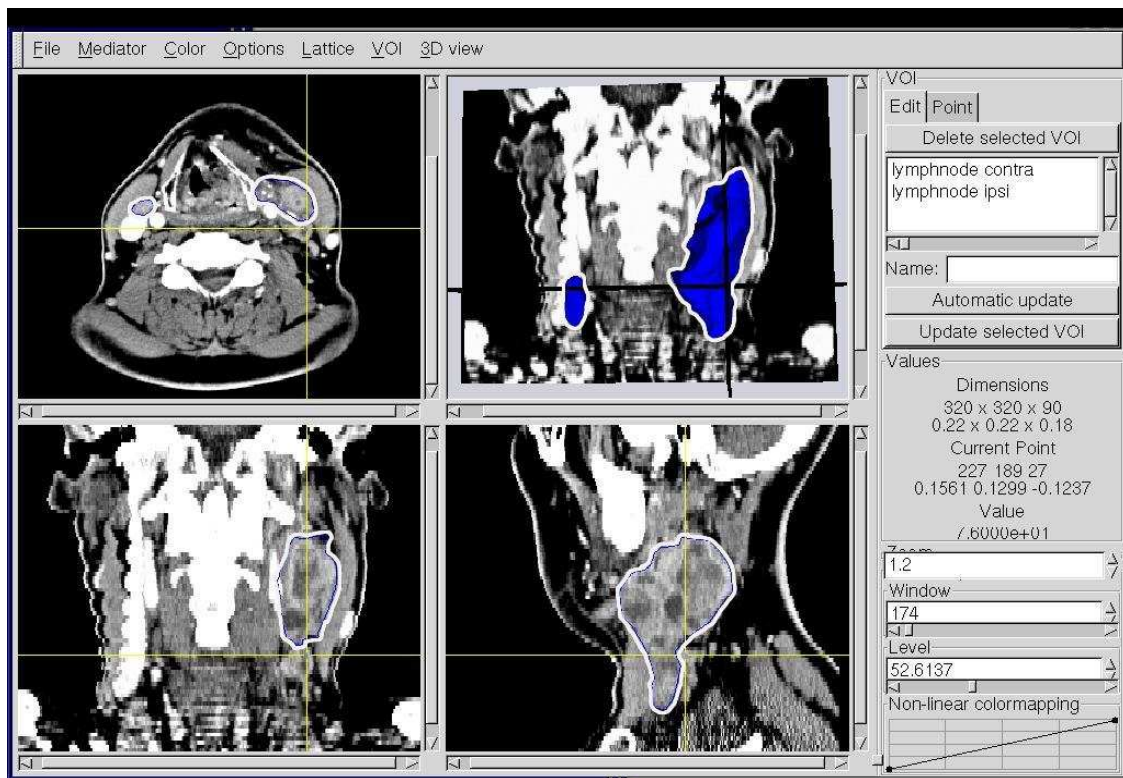 File Mediator Color Options Lattice VOI 3D view
VOI
Edit Point
Delete selected VOI
lymphnode contra
lymphnode ipsi
Name:
Automatic update
Update selected VOI
Values
Dimensions
320 x 320 x 90
0.22 x 0.22 x 0.18
Current Point
227 189 27
0.1561 0.1299 -0.1237
Value
7.6000e+01
Zoom
1.2
Window
174
Level
52.6137
Non-linear colormapping